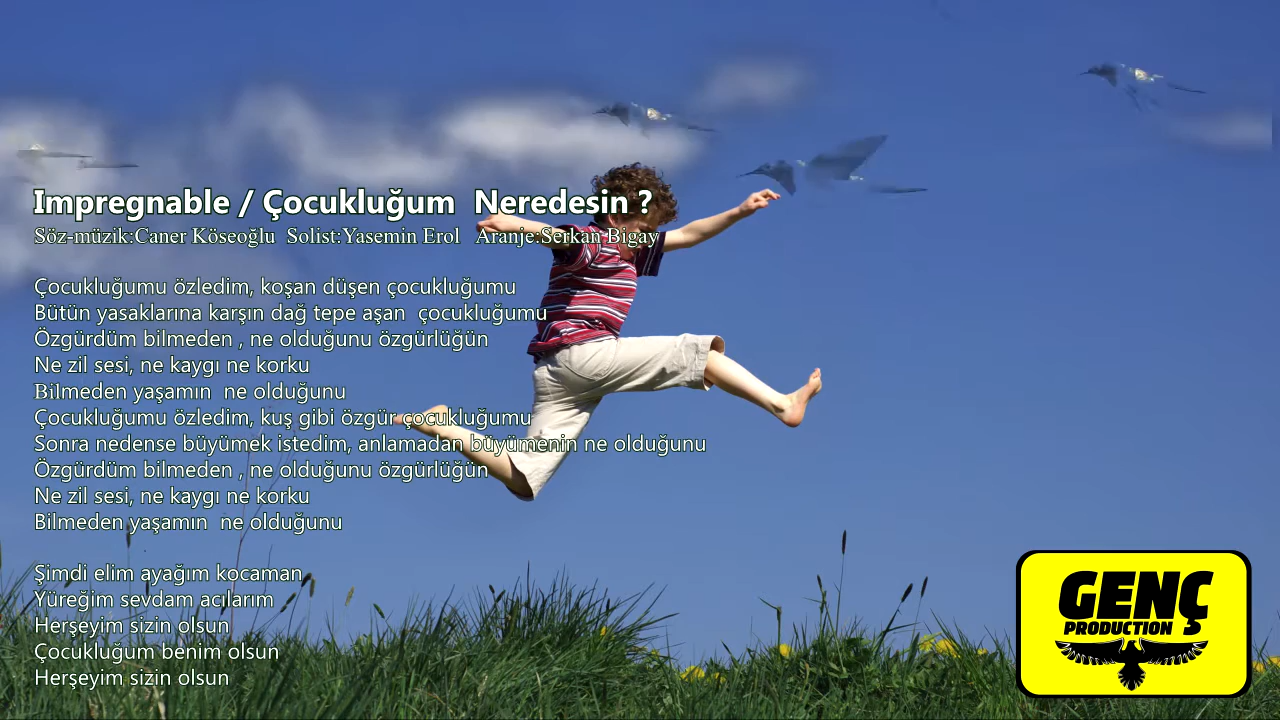 Impregnable / Çocukluğum  Neredesin ?
Söz-müzik:Caner Köseoğlu  Solist:Yasemin Erol   Aranje:Serkan Bigay
Çocukluğumu özledim, koşan düşen çocukluğumu
Bütün yasaklarına karşın dağ tepe aşan  çocukluğumu
Özgürdüm bilmeden , ne olduğunu özgürlüğün
Ne zil sesi, ne kaygı ne korku
Bilmeden yaşamın  ne olduğunu
Çocukluğumu özledim, kuş gibi özgür çocukluğumu
Sonra nedense büyümek istedim, anlamadan büyümenin ne olduğunu
Özgürdüm bilmeden , ne olduğunu özgürlüğün
Ne zil sesi, ne kaygı ne korku
Bilmeden yaşamın  ne olduğunu
Şimdi elim ayağım kocaman
Yüreğim sevdam acılarım
Herşeyim sizin olsun
Çocukluğum benim olsun
Herşeyim sizin olsun
GENÇ
PRODUCTION